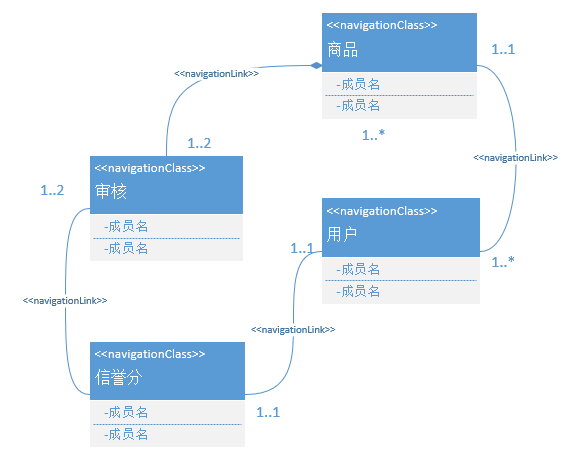 <<navigationClass>>
商品
-成员名
-成员名
1..1
<<navigationLink>>
1..*
1..2
<<navigationClass>>
审核
-成员名
-成员名
1..2
<<navigationLink>>
<<navigationClass>>
用户
-成员名
-成员名
1..1
1..*
<<navigationLink>>
<<navigationLink>>
<<navigationClass>>
信誉分
-成员名
-成员名
1..1